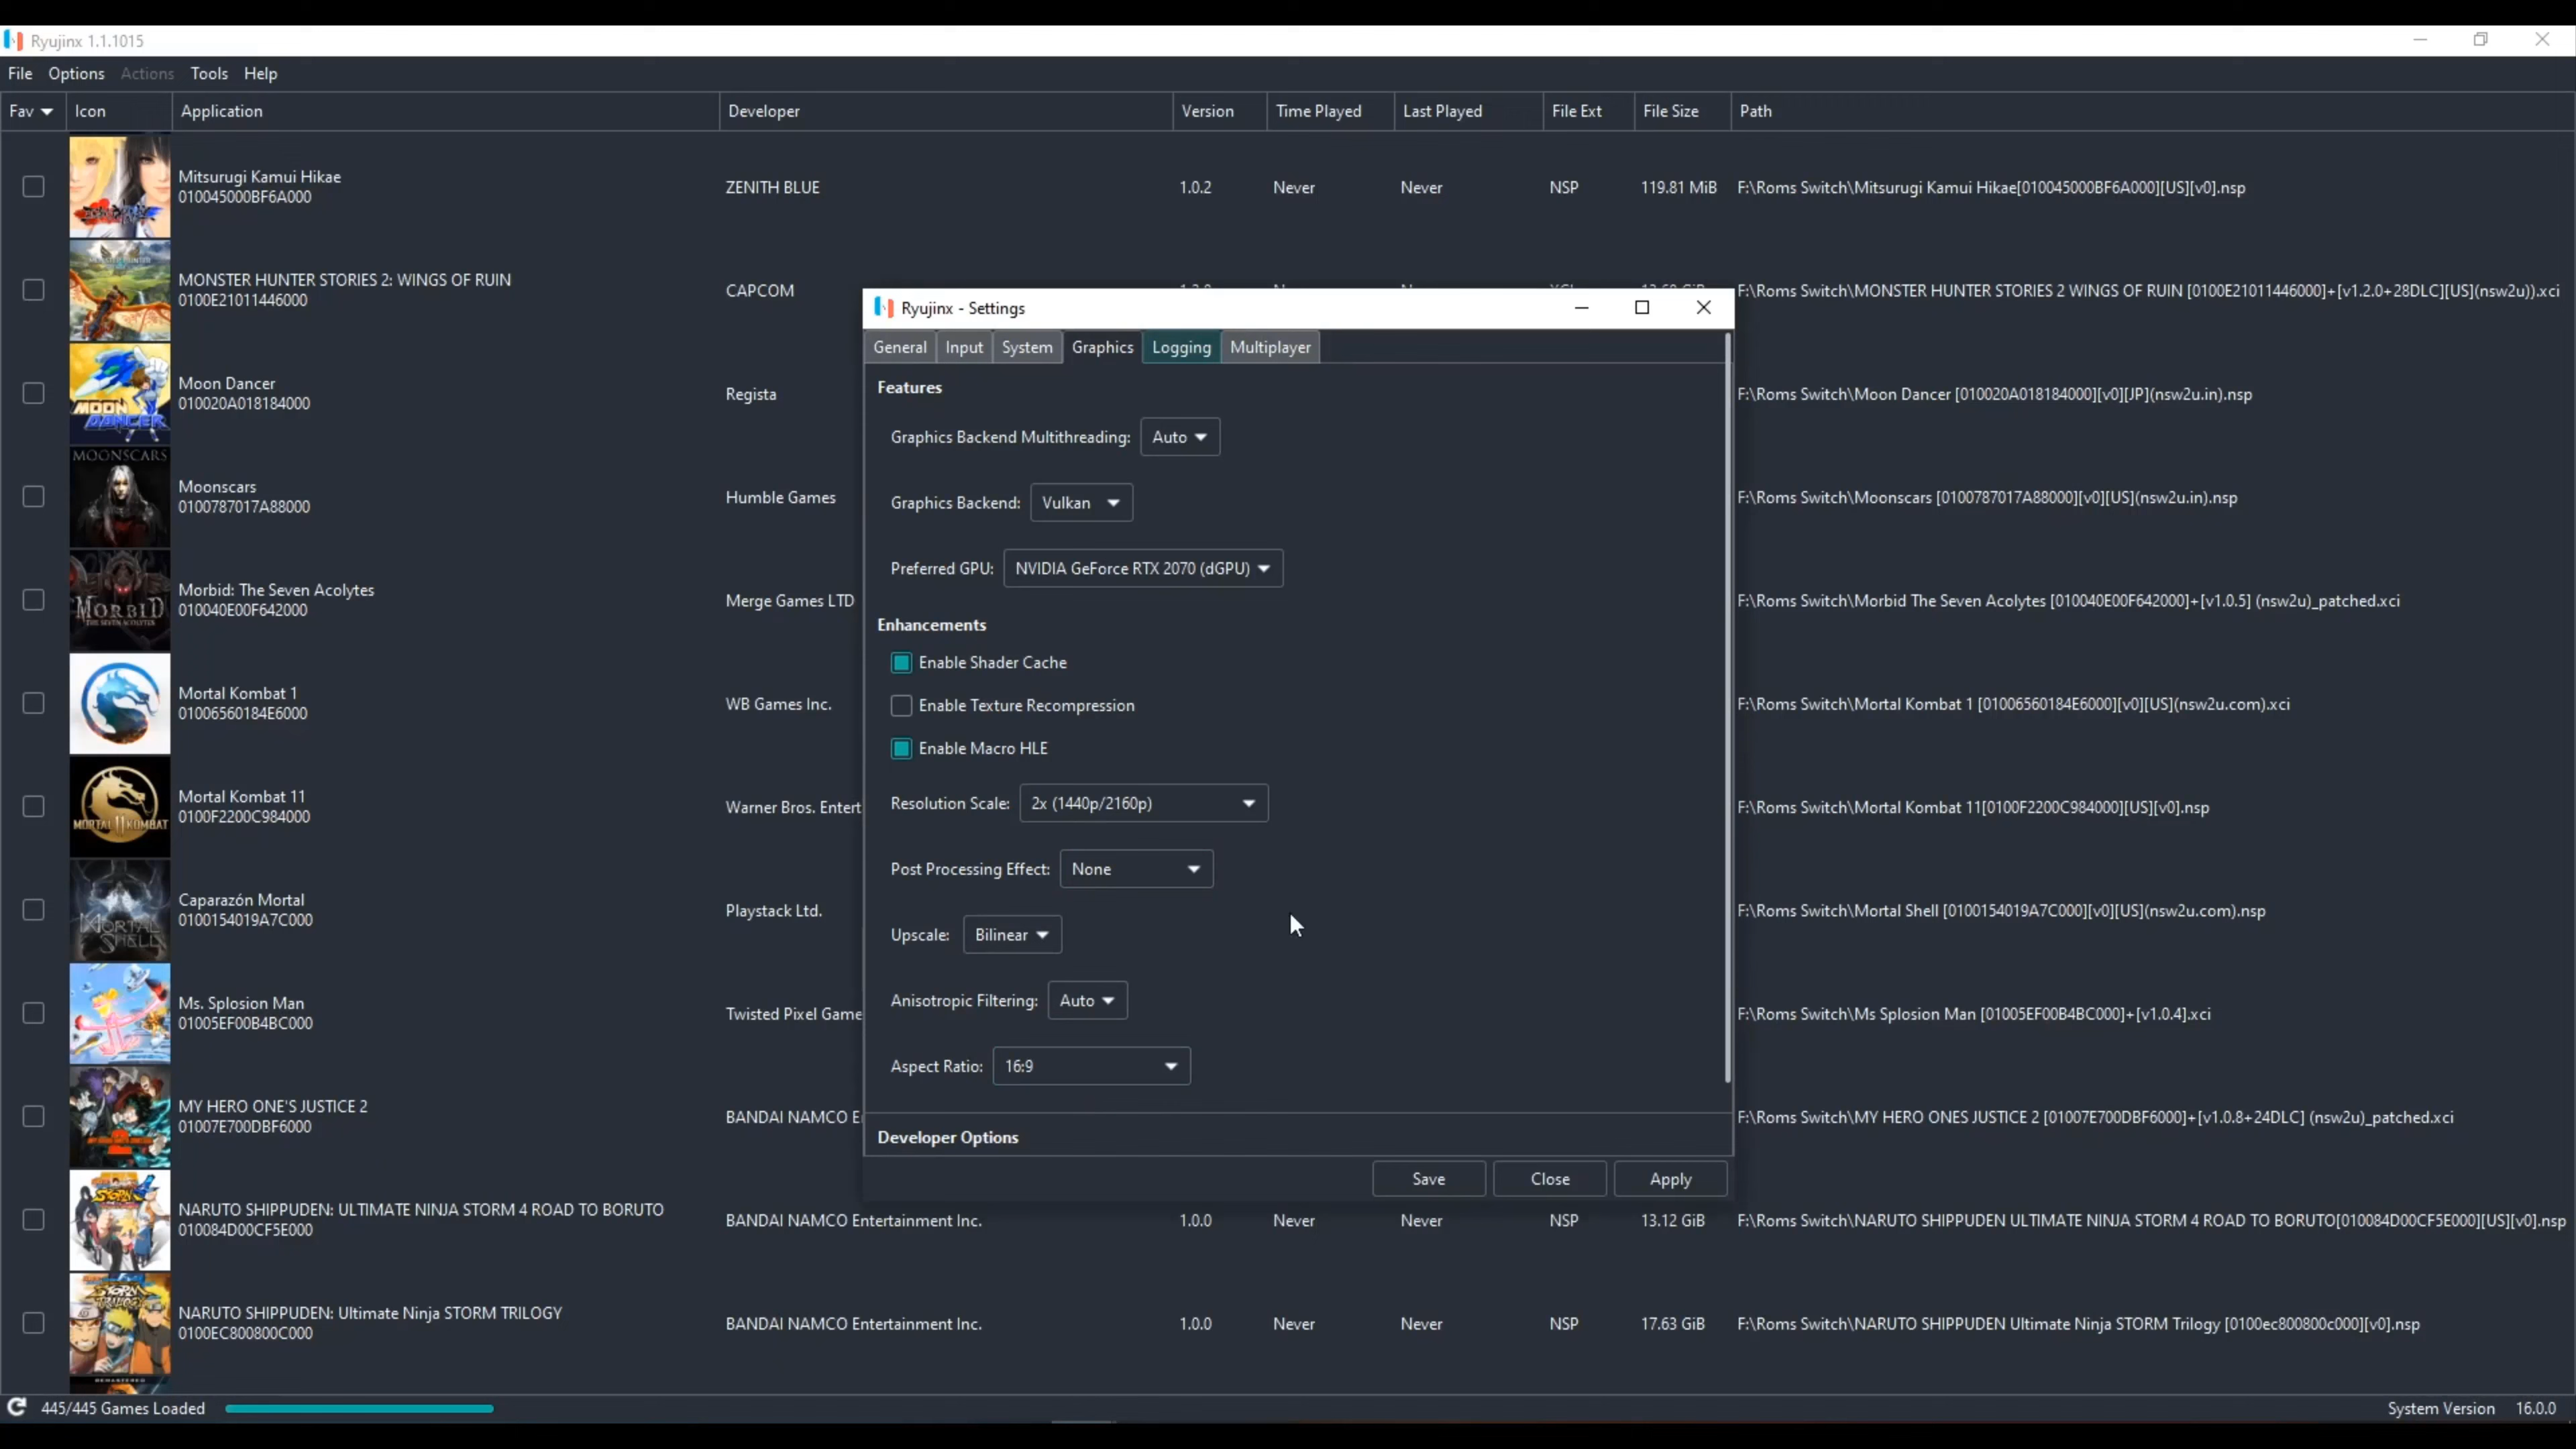 Ryujinx 1.1.1015
File Options Actions Tools Help
Fav Icon Application Developer Version Time Played Last Played File Ext File Size Path
Mitsurugi Kamui Hikae
010045000BF6A000
ZENITH BLUE 1.0.2 Never Never NSP 119.81 MiB F:\Roms Switch\Mitsurugi Kamui Hikae[010045000BF6A000][US][v0].nsp
MONSTER HUNTER STORIES 2: WINGS OF RUIN
0100E21011446000
CAPCOM F:\Roms Switch\MONSTER HUNTER STORIES 2 WINGS OF RUIN [0100E21011446000]+[v1.2.0+28DLC][US](nsw2u)).xci
MOON
DANCER
Moon Dancer
010020A018184000
Regista F:\Roms Switch\Moon Dancer [010020A018184000][v0][JP](nsw2u.in).nsp
MOONSCARS
Moonscars
0100787017A88000
Humble Games F:\Roms Switch\Moonscars [0100787017A88000][v0][US](nsw2u.in).nsp
MORBID
THE SEVEN ACOLYTES
Morbid: The Seven Acolytes
010040E00F642000
Merge Games LTD F:\Roms Switch\Morbid The Seven Acolytes [010040E00F642000]+[v1.0.5] (nsw2u)_patched.xci
Mortal Kombat 1
01006560184E6000
WB Games Inc. F:\Roms Switch\Mortal Kombat 1 [01006560184E6000][v0][US](nsw2u.com).xci
MORTAL KOMBAT
Mortal Kombat 11
0100F2200C984000
Warner Bros. Entert F:\Roms Switch\Mortal Kombat 11[0100F2200C984000][US][v0].nsp
MORTAL
SHELL
Caparazón Mortal
0100154019A7C000
Playstack Ltd. F:\Roms Switch\Mortal Shell [0100154019A7C000][v0][US](nsw2u.com).nsp
Ms. Splosion Man
01005EF00B4BC000
Twisted Pixel Game F:\Roms Switch\Ms Splosion Man [01005EF00B4BC000]+[v1.0.4].xci
MY HERO ONE'S JUSTICE 2
01007E700DBF6000
BANDAI NAMCO E F:\Roms Switch\MY HERO ONES JUSTICE 2 [01007E700DBF6000]+[v1.0.8+24DLC] (nsw2u)_patched.xci
NARUTO SHIPPUDEN: ULTIMATE NINJA STORM 4 ROAD TO BORUTO
010084D00CF5E000
BANDAI NAMCO Entertainment Inc. 1.0.0 Never Never NSP 13.12 GiB F:\Roms Switch\NARUTO SHIPPUDEN ULTIMATE NINJA STORM 4 ROAD TO BORUTO[010084D00CF5E000][US][v0].nsp
NARUTO SHIPPUDEN: Ultimate Ninja STORM TRILOGY
0100EC800800C000
BANDAI NAMCO Entertainment Inc. 1.0.0 Never Never NSP 17.63 GiB F:\Roms Switch\NARUTO SHIPPUDEN Ultimate Ninja STORM Trilogy [0100ec800800c000][v0].nsp
Ryujinx - Settings
General Input System Graphics Logging Multiplayer
Features
Graphics Backend Multithreading: Auto
Graphics Backend: Vulkan
Preferred GPU: NVIDIA GeForce RTX 2070 (dGPU)
Enhancements
Enable Shader Cache
Enable Texture Recompression
Enable Macro HLE
Resolution Scale: 2x (1440p/2160p)
Post Processing Effect: None
Upscale: Bilinear
Anisotropic Filtering: Auto
Aspect Ratio: 16:9
Developer Options
Save Close Apply
445/445 Games Loaded
System Version 16.0.0